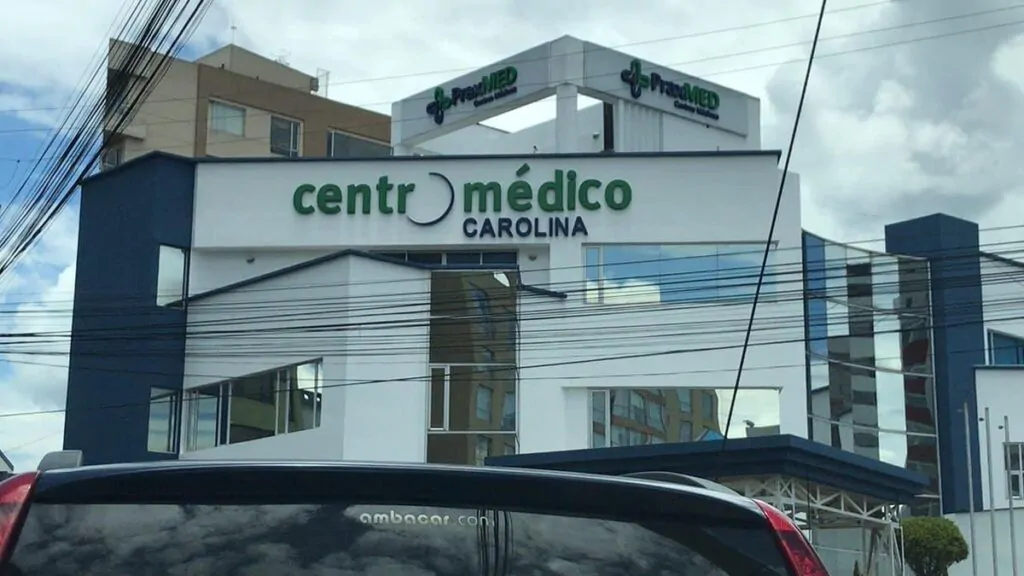 PraxMED
PraxMED
centro médico
CAROLINA
ambacar.com